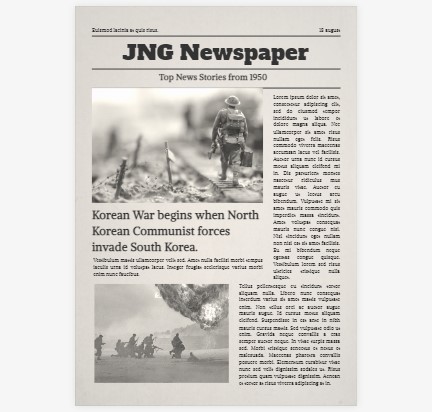 Euismod lacinia at quis risus.
18 august
JNG Newspaper
Top News Stories from 1950
Lorem ipsum dolor sit amet,
consectetur adipiscing elit,
sed do eiusmod tempor
incididunt ut labore et
dolore magna aliqua. Nec
ullamcorper sit amet risus
nullam eget felis. Risus
commodo viverra maecenas
accumsan lacus vel facilisis.
Auctor urna nunc id cursus
metus aliquam eleifend mi
in. Dis parturient montes
nascetur ridiculus mus
mauris vitae. Auctor eu
augue ut lectus arcu
bibendum. Vulputate mi sit
amet mauris commodo quis
imperdiet massa tincidunt.
Amet volutpat consequat
mauris nunc congue nisi.
Nisl tincidunt eget nullam
non nisi est sit amet facilisis.
Eu mi bibendum neque
egestas congue quisque.
Vestibulum lorem sed risus
ultricies tristique nulla
aliquet.
Korean War begins when North
Korean Communist forces
invade South Korea.
Vestibulum mattis velit sed. Amet nulla facilisi morbi tempus
iaculis urna id volutpat lacus. Integer feugiat scelerisque varius morbi
enim nunc faucibus.
Tellus pellentesque eu tincidunt tortor
aliquam nulla. Libero nunc consequat
interdum varius sit amet mattis vulputate
enim. Non tellus orci ac auctor augue
mauris augue. Id cursus metus aliquam
eleifend. Suspendisse in est ante in nibh
mauris cursus mattis. Sed vulputate odio ut
enim. Gravida neque convallis a cras
semper auctor neque. In vitae turpis massa
sed. Morbi tristique senectus et netus et
malesuada. Maecenas pharetra convallis
posuere morbi. Elementum curabitur vitae
nunc sed velit dignissim sodales ut. Risus
pretium quam vulputate dignissim. Aenean
et tortor at risus viverra adipiscing at in.